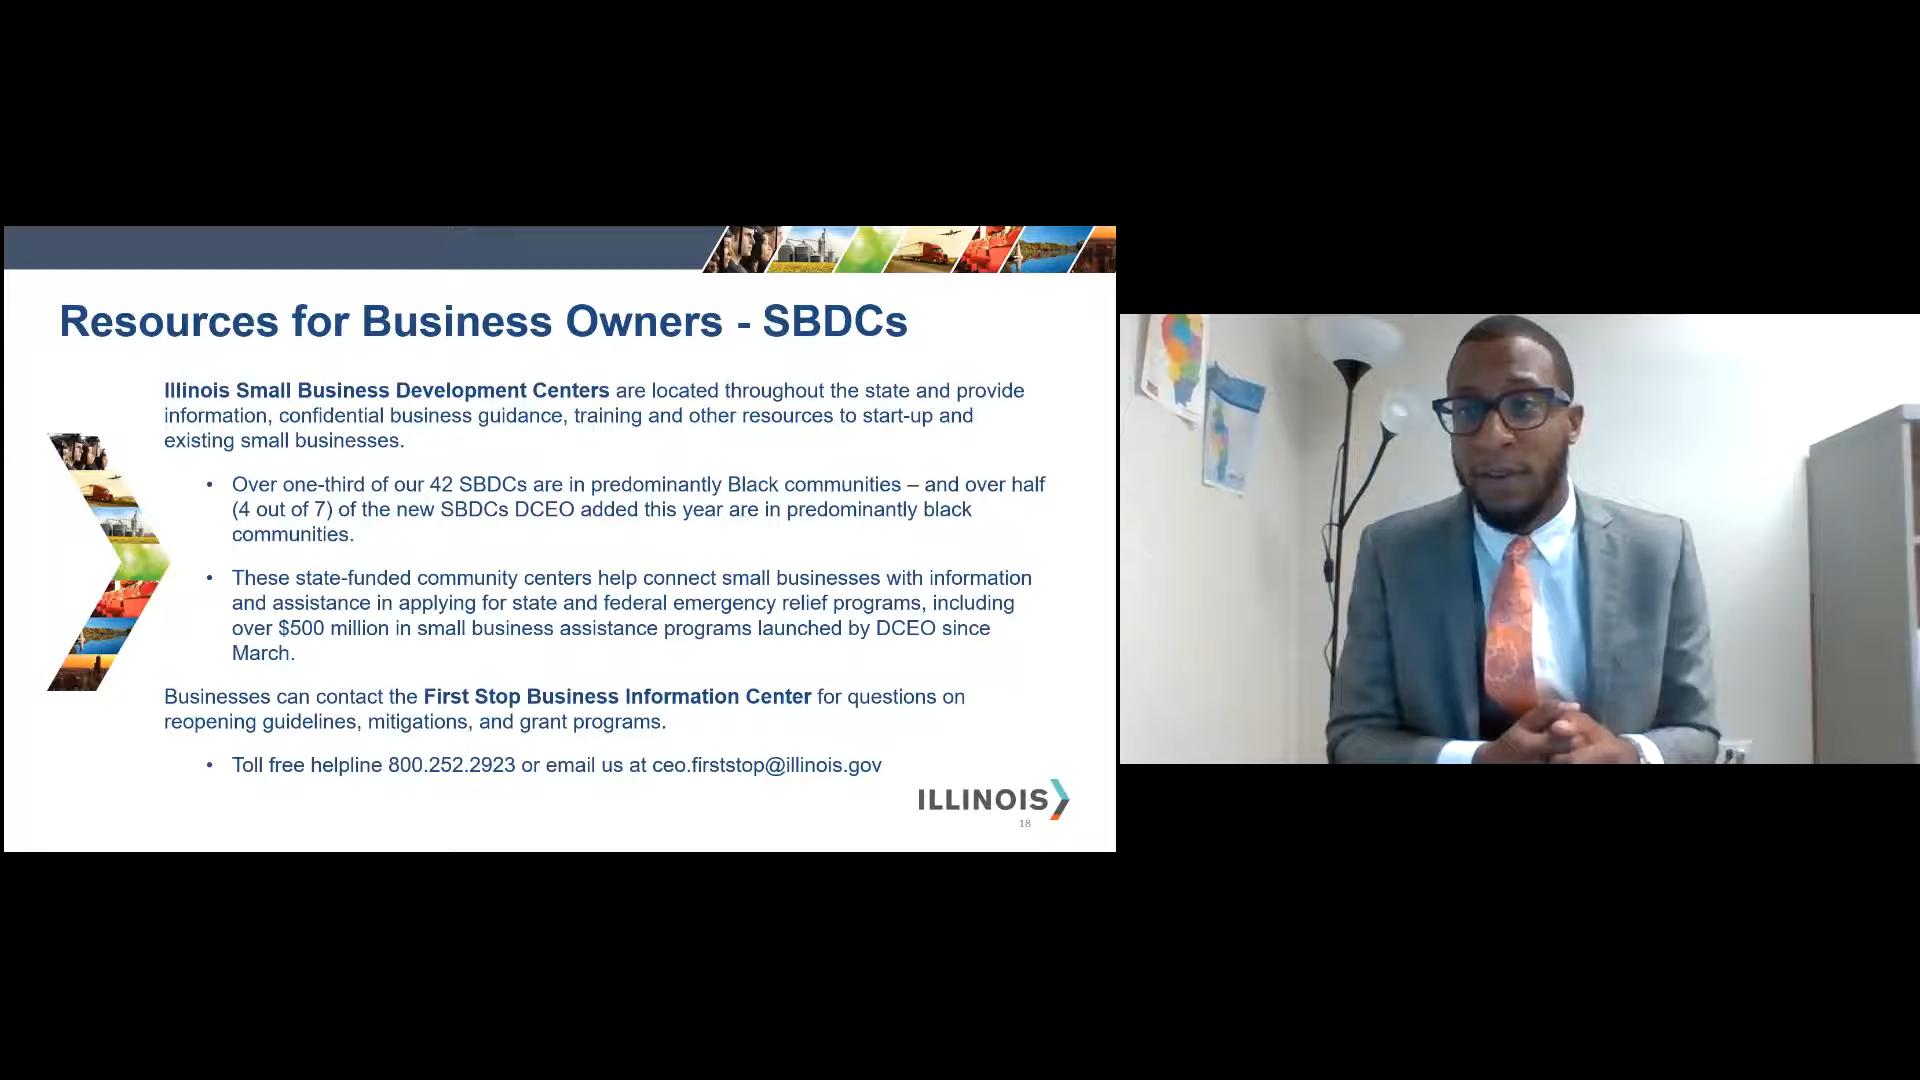 Resources for Business Owners - SBDCs
Illinois Small Business Development Centers are located throughout the state and provide
information, confidential business guidance, training and other resources to start-up and
existing small businesses.
• Over one-third of our 42 SBDCs are in predominantly Black communities – and over half
(4 out of 7) of the new SBDCs DCEO added this year are in predominantly black
communities.
• These state-funded community centers help connect small businesses with information
and assistance in applying for state and federal emergency relief programs, including
over $500 million in small business assistance programs launched by DCEO since
March.
Businesses can contact the First Stop Business Information Center for questions on
reopening guidelines, mitigations, and grant programs.
• Toll free helpline 800.252.2923 or email us at ceo.firststop@illinois.gov
ILLINOIS
18